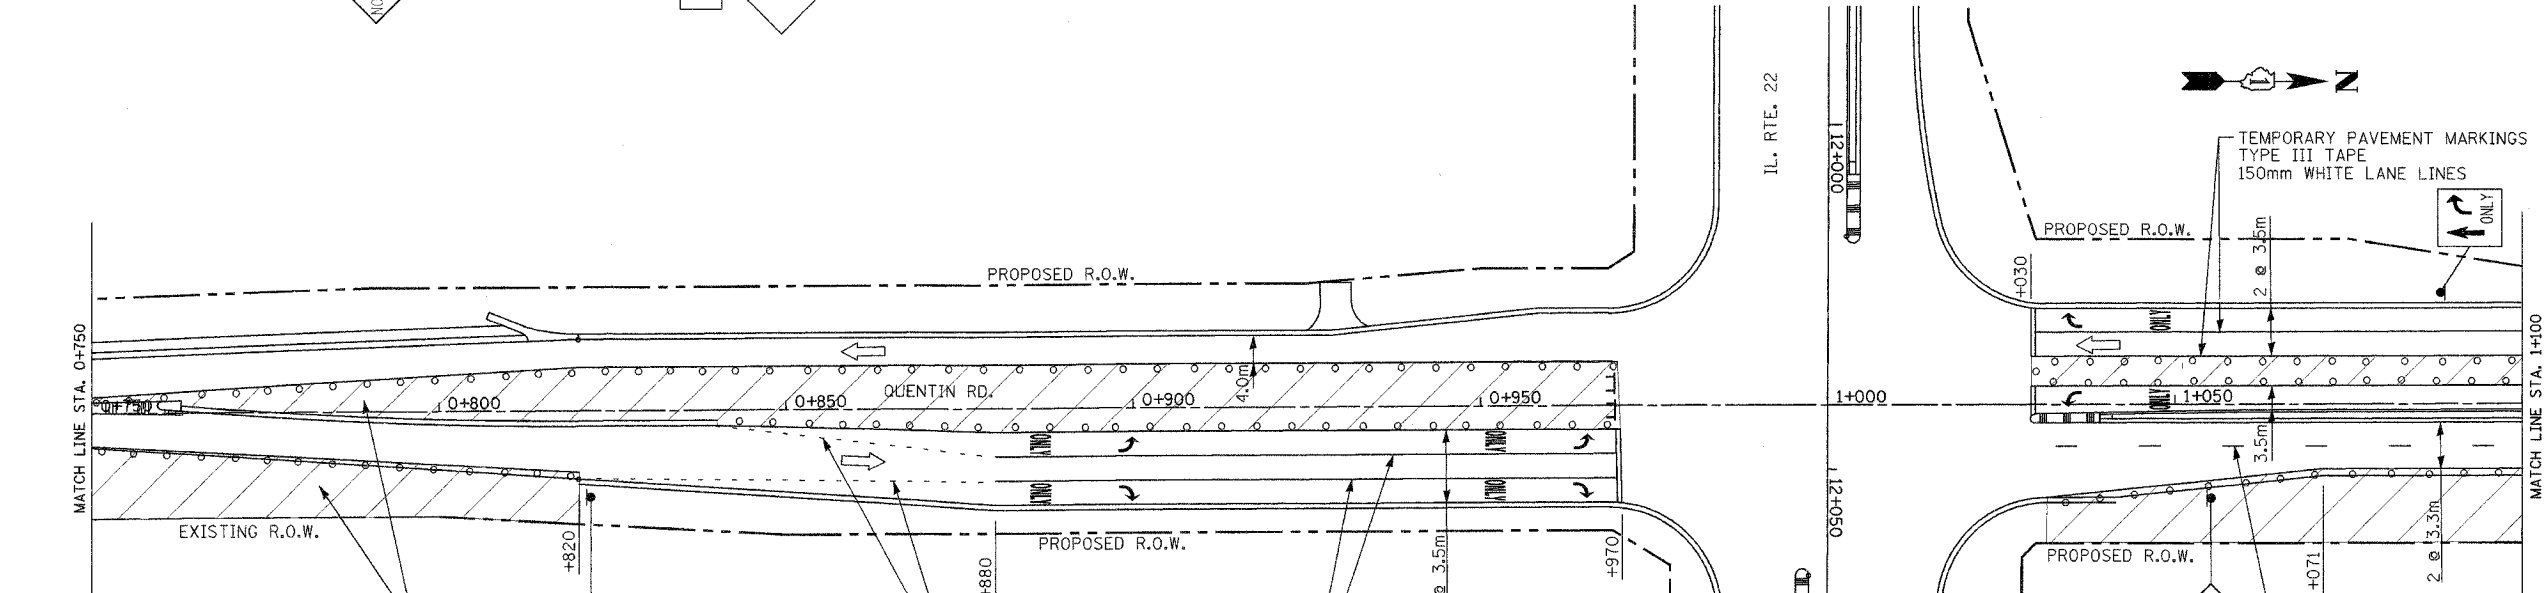 NO
N
IL. RTE. 22
12+000
TEMPORARY PAVEMENT MARKINGS
TYPE III TAPE
150mm WHITE LANE LINES
ONLY
PROPOSED R.O.W.
2 @ 3.5m
+030
PROPOSED R.O.W.
MATCH LINE STA. 0+750
MATCH LINE STA. 1+100
ONLY
4.0m
QUENTIN RD.
0+750
0+800
0+850
0+900
0+950
1+000
ONLY
1+050
3.5m
ONLY
ONLY
ONLY
ONLY
12+050
EXISTING R.O.W.
+820
+880
PROPOSED R.O.W.
@ 3.5m
+970
PROPOSED R.O.W.
+071
2 @ 3.3m